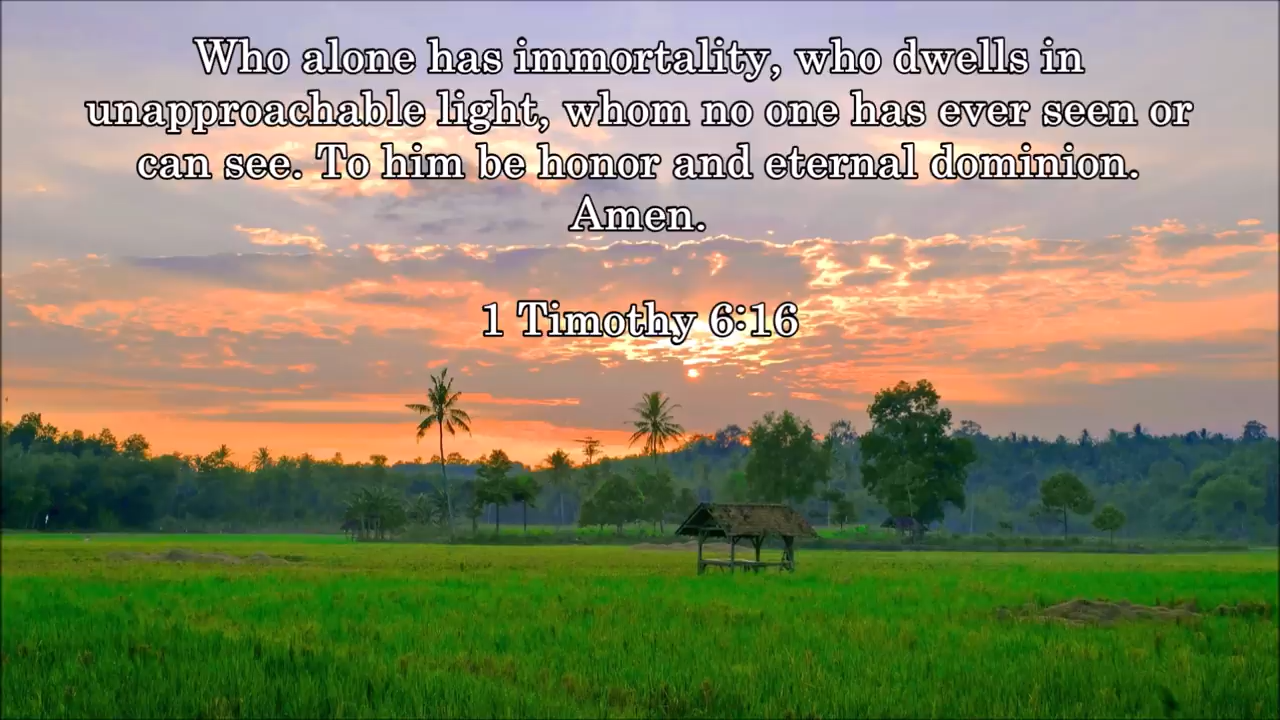 Who alone has immortality, who dwells in
unapproachable light, whom no one has ever seen or
can see. To him be honor and eternal dominion.
Amen.
1 Timothy 6:16